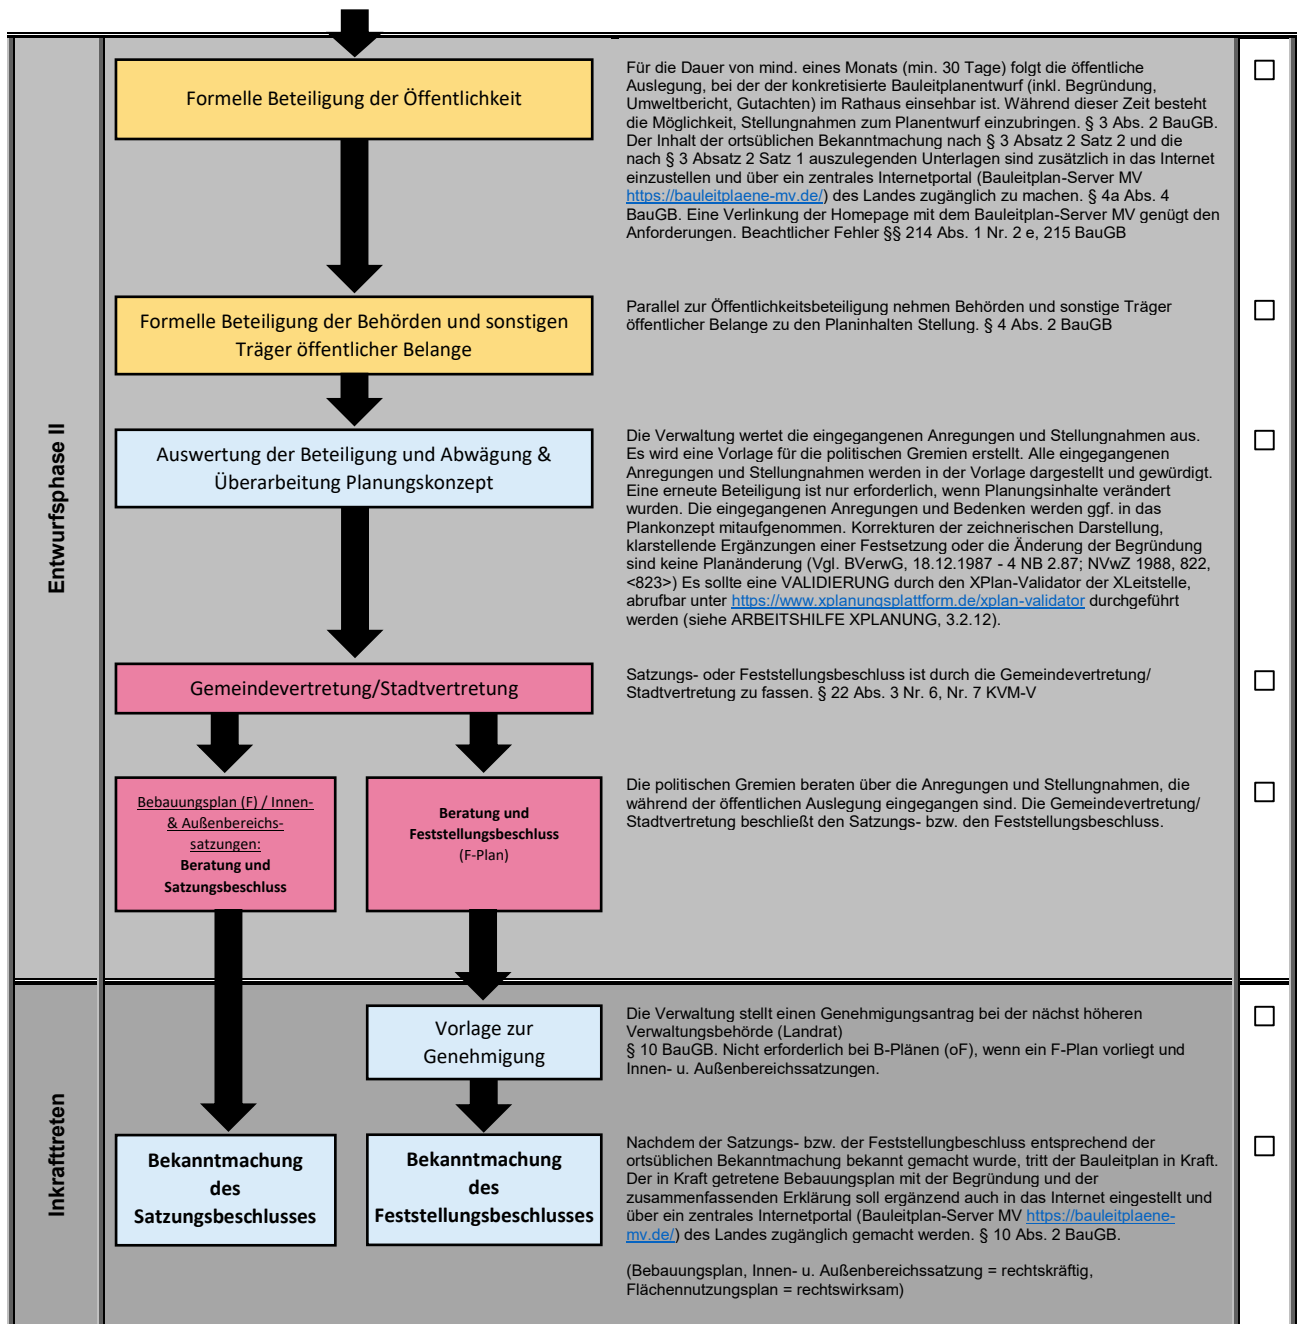 Entwurfsphase II
Formelle Beteiligung der Öffentlichkeit
Für die Dauer von mind. eines Monats (min. 30 Tage) folgt die öffentliche
Auslegung, bei der der konkretisierte Bauleitplanentwurf (inkl. Begründung,
Umweltbericht, Gutachten) im Rathaus einsehbar ist. Während dieser Zeit besteht
die Möglichkeit, Stellungnahmen zum Planentwurf einzubringen. § 3 Abs. 2 BauGB.
Der Inhalt der ortsüblichen Bekanntmachung nach § 3 Absatz 2 Satz 2 und die
nach § 3 Absatz 2 Satz 1 auszulegenden Unterlagen sind zusätzlich in das Internet
einzustellen und über ein zentrales Internetportal (Bauleitplan-Server MV
https://bauleitplaene-mv.de/) des Landes zugänglich zu machen. § 4a Abs. 4
BauGB. Eine Verlinkung der Homepage mit dem Bauleitplan-Server MV genügt den
Anforderungen. Beachtlicher Fehler §§ 214 Abs. 1 Nr. 2 e, 215 BauGB
☐
Formelle Beteiligung der Behörden und sonstigen
Träger öffentlicher Belange
Parallel zur Öffentlichkeitsbeteiligung nehmen Behörden und sonstige Träger
öffentlicher Belange zu den Planinhalten Stellung. § 4 Abs. 2 BauGB
☐
Auswertung der Beteiligung und Abwägung &
Überarbeitung Planungskonzept
Die Verwaltung wertet die eingegangenen Anregungen und Stellungnahmen aus.
Es wird eine Vorlage für die politischen Gremien erstellt. Alle eingegangenen
Anregungen und Stellungnahmen werden in der Vorlage dargestellt und gewürdigt.
Eine erneute Beteiligung ist nur erforderlich, wenn Planungsinhalte verändert
wurden. Die eingegangenen Anregungen und Bedenken werden ggf. in das
Plankonzept mitaufgenommen. Korrekturen der zeichnerischen Darstellung,
klarstellende Ergänzungen einer Festsetzung oder die Änderung der Begründung
sind keine Planänderung (Vgl. BVerwG, 18.12.1987 - 4 NB 2.87; NVwZ 1988, 822,
<823>) Es sollte eine VALIDIERUNG durch den XPlan-Validator der XLeitstelle,
abrufbar unter https://www.xplanungsplattform.de/xplan-validator durchgeführt
werden (siehe ARBEITSHILFE XPLANUNG, 3.2.12).
☐
Gemeindevertretung/Stadtvertretung
Satzungs- oder Feststellungsbeschluss ist durch die Gemeindevertretung/
Stadtvertretung zu fassen. § 22 Abs. 3 Nr. 6, Nr. 7 KVM-V
☐
Bebauungsplan (F) / Innen-
& Außenbereichs-
satzungen:
Beratung und
Satzungsbeschluss
Beratung und
Feststellungsbeschluss
(F-Plan)
Die politischen Gremien beraten über die Anregungen und Stellungnahmen, die
während der öffentlichen Auslegung eingegangen sind. Die Gemeindevertretung/
Stadtvertretung beschließt den Satzungs- bzw. den Feststellungsbeschluss.
☐
Inkrafttreten
Vorlage zur
Genehmigung
Die Verwaltung stellt einen Genehmigungsantrag bei der nächst höheren
Verwaltungsbehörde (Landrat)
§ 10 BauGB. Nicht erforderlich bei B-Plänen (oF), wenn ein F-Plan vorliegt und
Innen- u. Außenbereichssatzungen.
☐
Bekanntmachung
des
Satzungsbeschlusses
Bekanntmachung
des
Feststellungsbeschlusses
Nachdem der Satzungs- bzw. der Feststellungbeschluss entsprechend der
ortsüblichen Bekanntmachung bekannt gemacht wurde, tritt der Bauleitplan in Kraft.
Der in Kraft getretene Bebauungsplan mit der Begründung und der
zusammenfassenden Erklärung soll ergänzend auch in das Internet eingestellt und
über ein zentrales Internetportal (Bauleitplan-Server MV https://bauleitplaene-
mv.de/) des Landes zugänglich gemacht werden. § 10 Abs. 2 BauGB.
(Bebauungsplan, Innen- u. Außenbereichssatzung = rechtskräftig,
Flächennutzungsplan = rechtswirksam)
☐